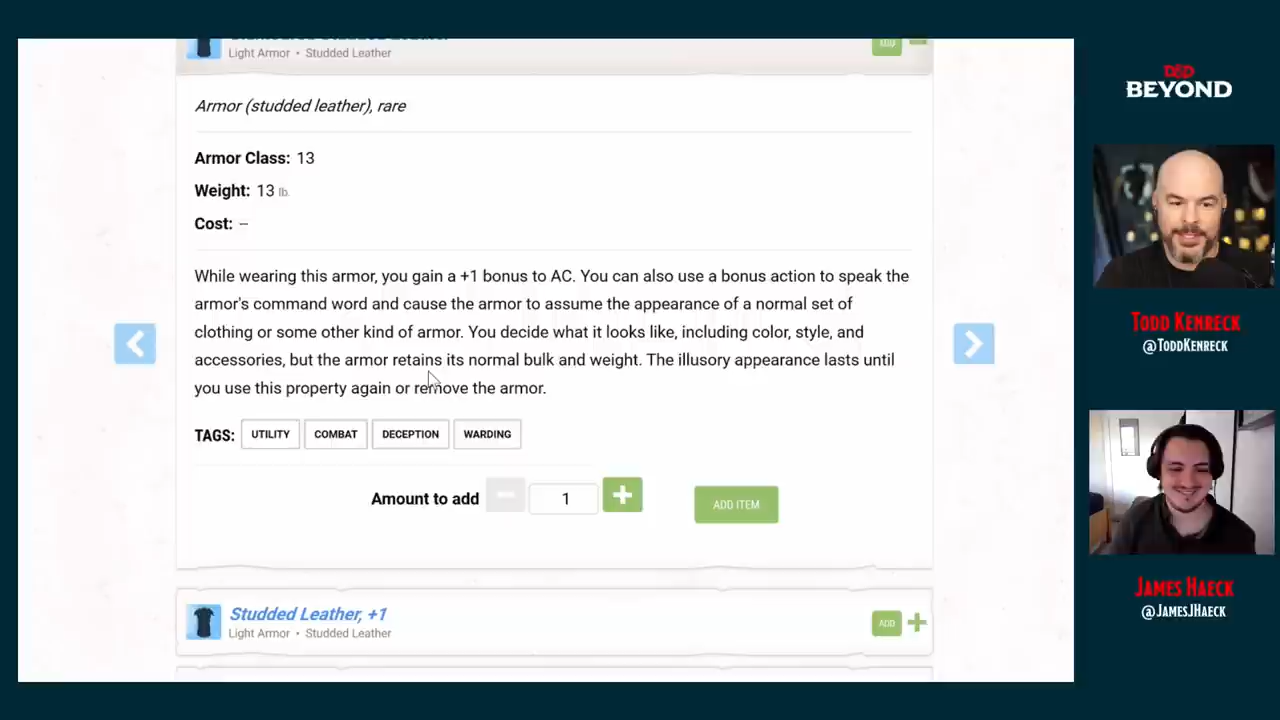 Light Armor • Studded Leather
ADD
Armor (studded leather), rare
Armor Class: 13
Weight: 13 lb.
Cost: --
While wearing this armor, you gain a +1 bonus to AC. You can also use a bonus action to speak the
armor's command word and cause the armor to assume the appearance of a normal set of
clothing or some other kind of armor. You decide what it looks like, including color, style, and
accessories, but the armor retains its normal bulk and weight. The illusory appearance lasts until
you use this property again or remove the armor.
TAGS: UTILITY COMBAT DECEPTION WARDING
Amount to add 1 ADD ITEM
Studded Leather, +1
Light Armor • Studded Leather
ADD
D&D
BEYOND
Todd Kenreck
@ToddKenreck
James Haeck
@JamesJHaeck